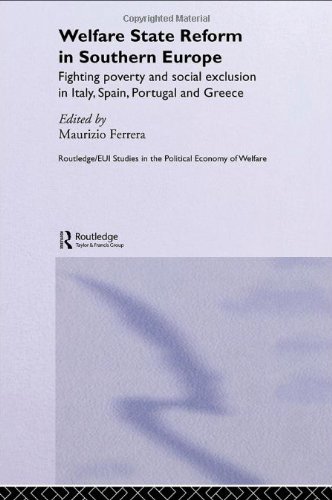 Copyrighted Material
Welfare State Reform
in Southern Europe
Fighting poverty and social exclusion
in Italy, Spain, Portugal and Greece
Edited by
Maurizio Ferrera
Routledge/EUI Studies in the Political Economy of Welfare
Routledge
Taylor & Francis Group